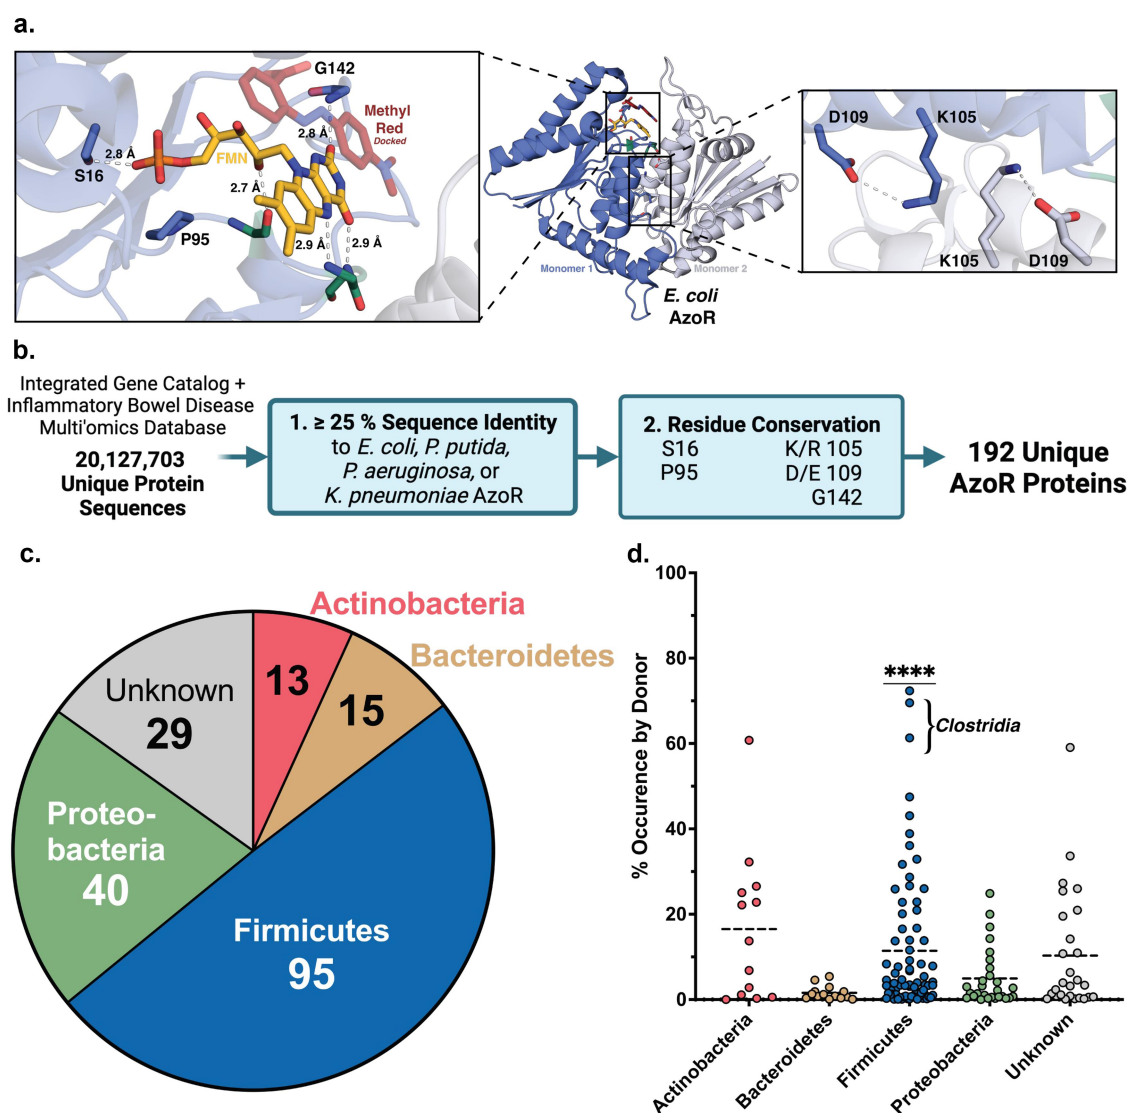 a.
G142
Methyl
Red
Docked
2.8 Å
2.8 Å
FMN
S16
2.7 Å
P95
2.9 Å
2.9 Å
Monomer 1
Monomer 2
E. coli
AzoR
D109
K105
K105
D109
b.
Integrated Gene Catalog +
Inflammatory Bowel Disease
Multi'omics Database
20,127,703
Unique Protein
Sequences
1. ≥ 25 % Sequence Identity
to E. coli, P. putida,
P. aeruginosa, or
K. pneumoniae AzoR
2. Residue Conservation
S16 K/R 105
P95 D/E 109
G142
192 Unique
AzoR Proteins
c.
Actinobacteria
13
Bacteroidetes
15
Unknown
29
Proteo-
bacteria
40
Firmicutes
95
d.
% Occurence by Donor
100
80
60
40
20
0
****
Clostridia
Actinobacteria
Bacteroidetes
Firmicutes
Proteobacteria
Unknown